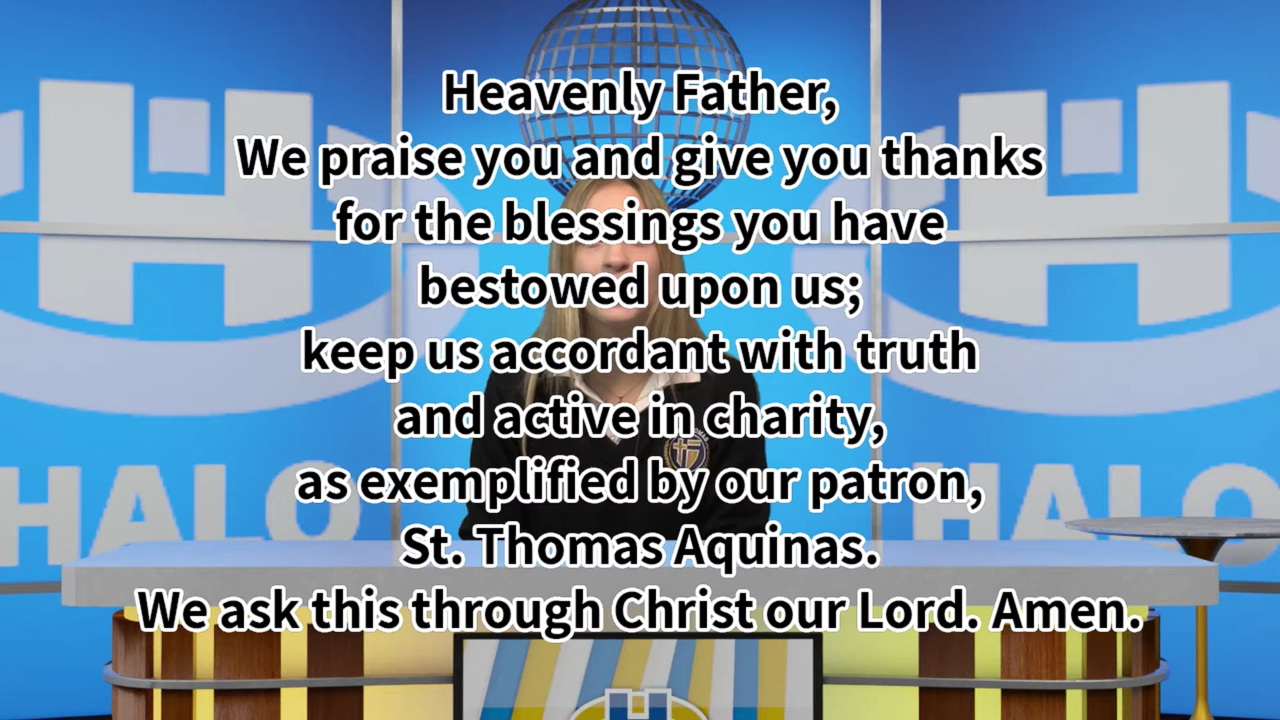 Heavenly Father,
We praise you and give you thanks
for the blessings you have
bestowed upon us;
keep us accordant with truth
and active in charity,
as exemplified by our patron,
St. Thomas Aquinas.
We ask this through Christ our Lord. Amen.
H
H
HALO
HALO